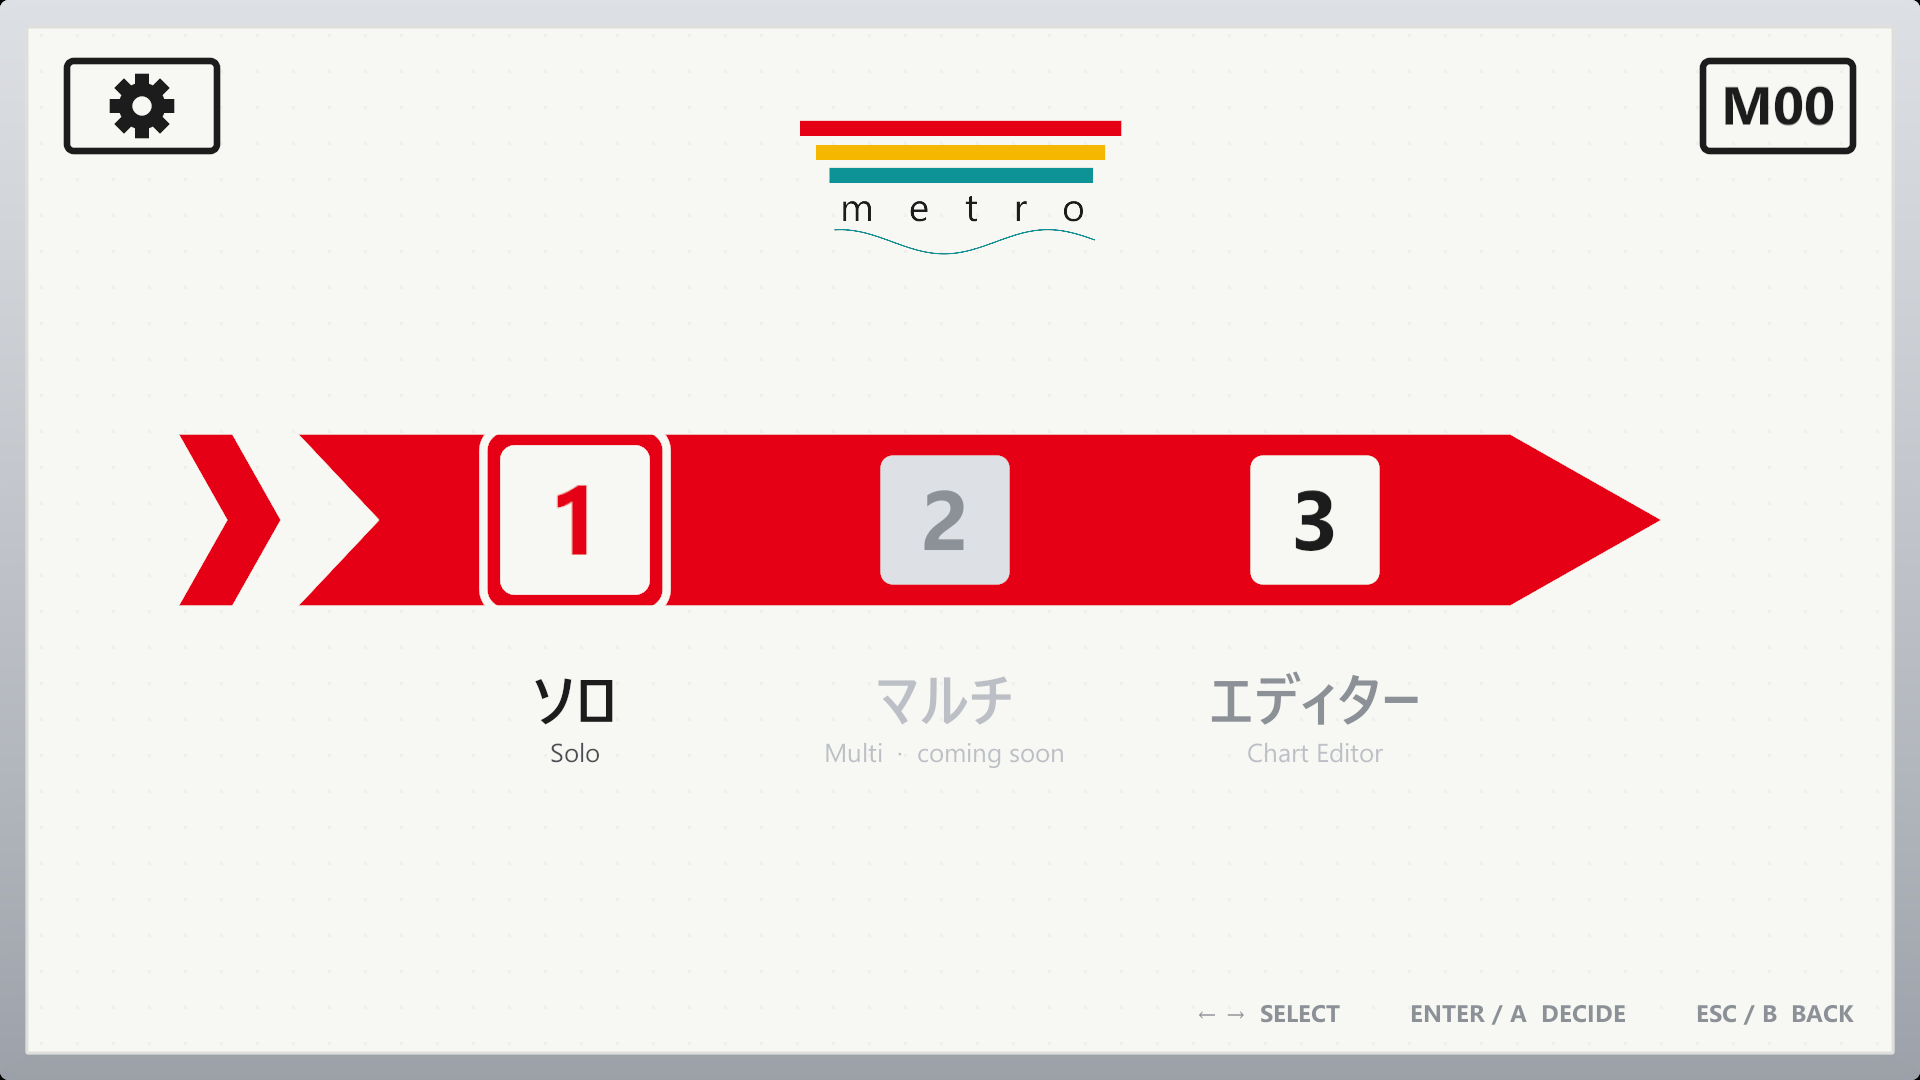 M00
metro
1
2
3
ソロ
マルチ
エディター
Solo
Multi · coming soon
Chart Editor
← → SELECT
ENTER / A DECIDE
ESC / B BACK